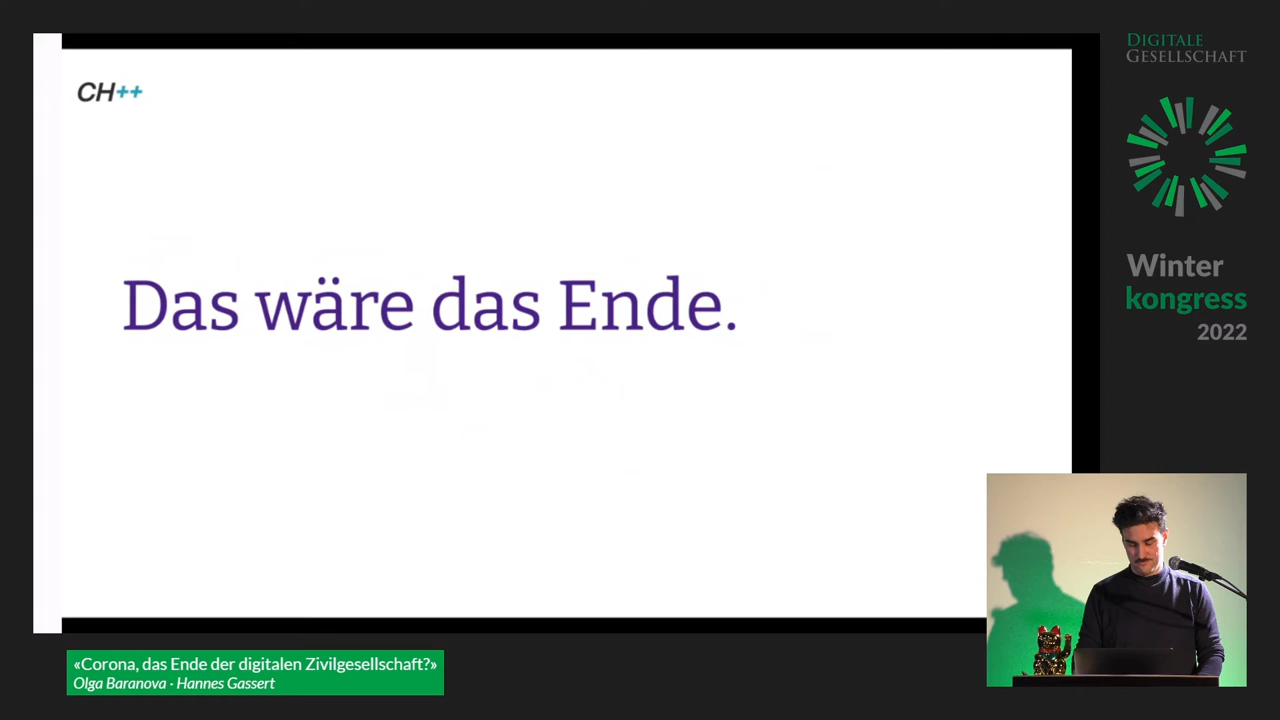 CH++
Das wäre das Ende.
DIGITALE
GESELLSCHAFT
Winter
kongress
2022
«Corona, das Ende der digitalen Zivilgesellschaft?»
Olga Baranova · Hannes Gassert